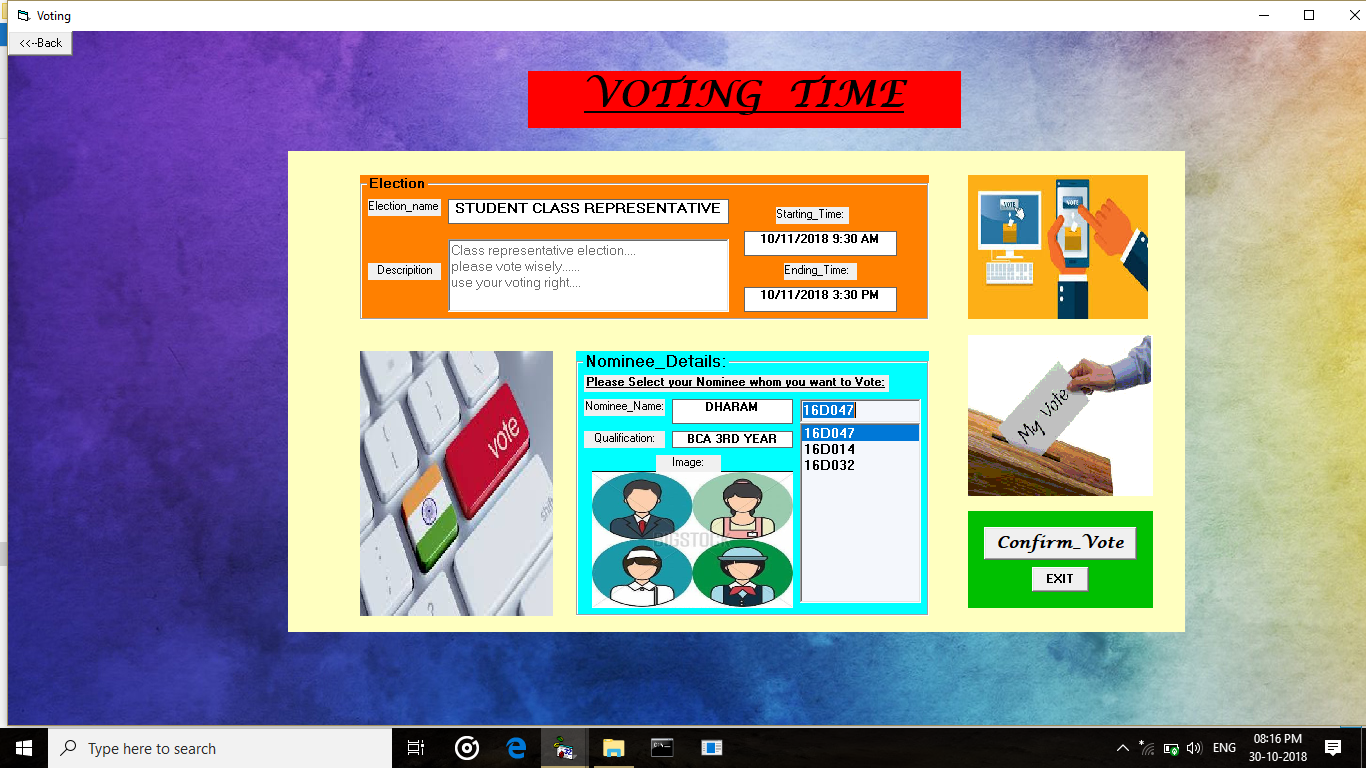 Voting
<<--Back
VOTING TIME
Election
Election_name
STUDENT CLASS REPRESENTATIVE
Starting_Time:
10/11/2018 9:30 AM
Descripition
Class representative election....
please vote wisely......
use your voting right....
Ending_Time:
10/11/2018 3:30 PM
VOTE
VOTE
vote
shift
Nominee_Details:
Please Select your Nominee whom you want to Vote:
Nominee_Name:
DHARAM
16D047
Qualification:
BCA 3RD YEAR
16D047
16D014
16D032
Image:
BIGSTOCK
My Vote
Confirm_Vote
EXIT
Type here to search
ENG
08:16 PM
30-10-2018